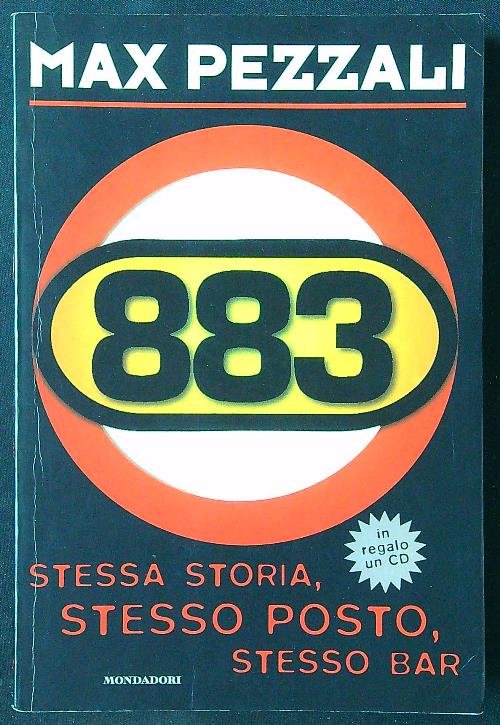 MAX PEZZALI
883
in
regalo
un CD
STESSA STORIA,
STESSO POSTO,
STESSO BAR
MONDADORI